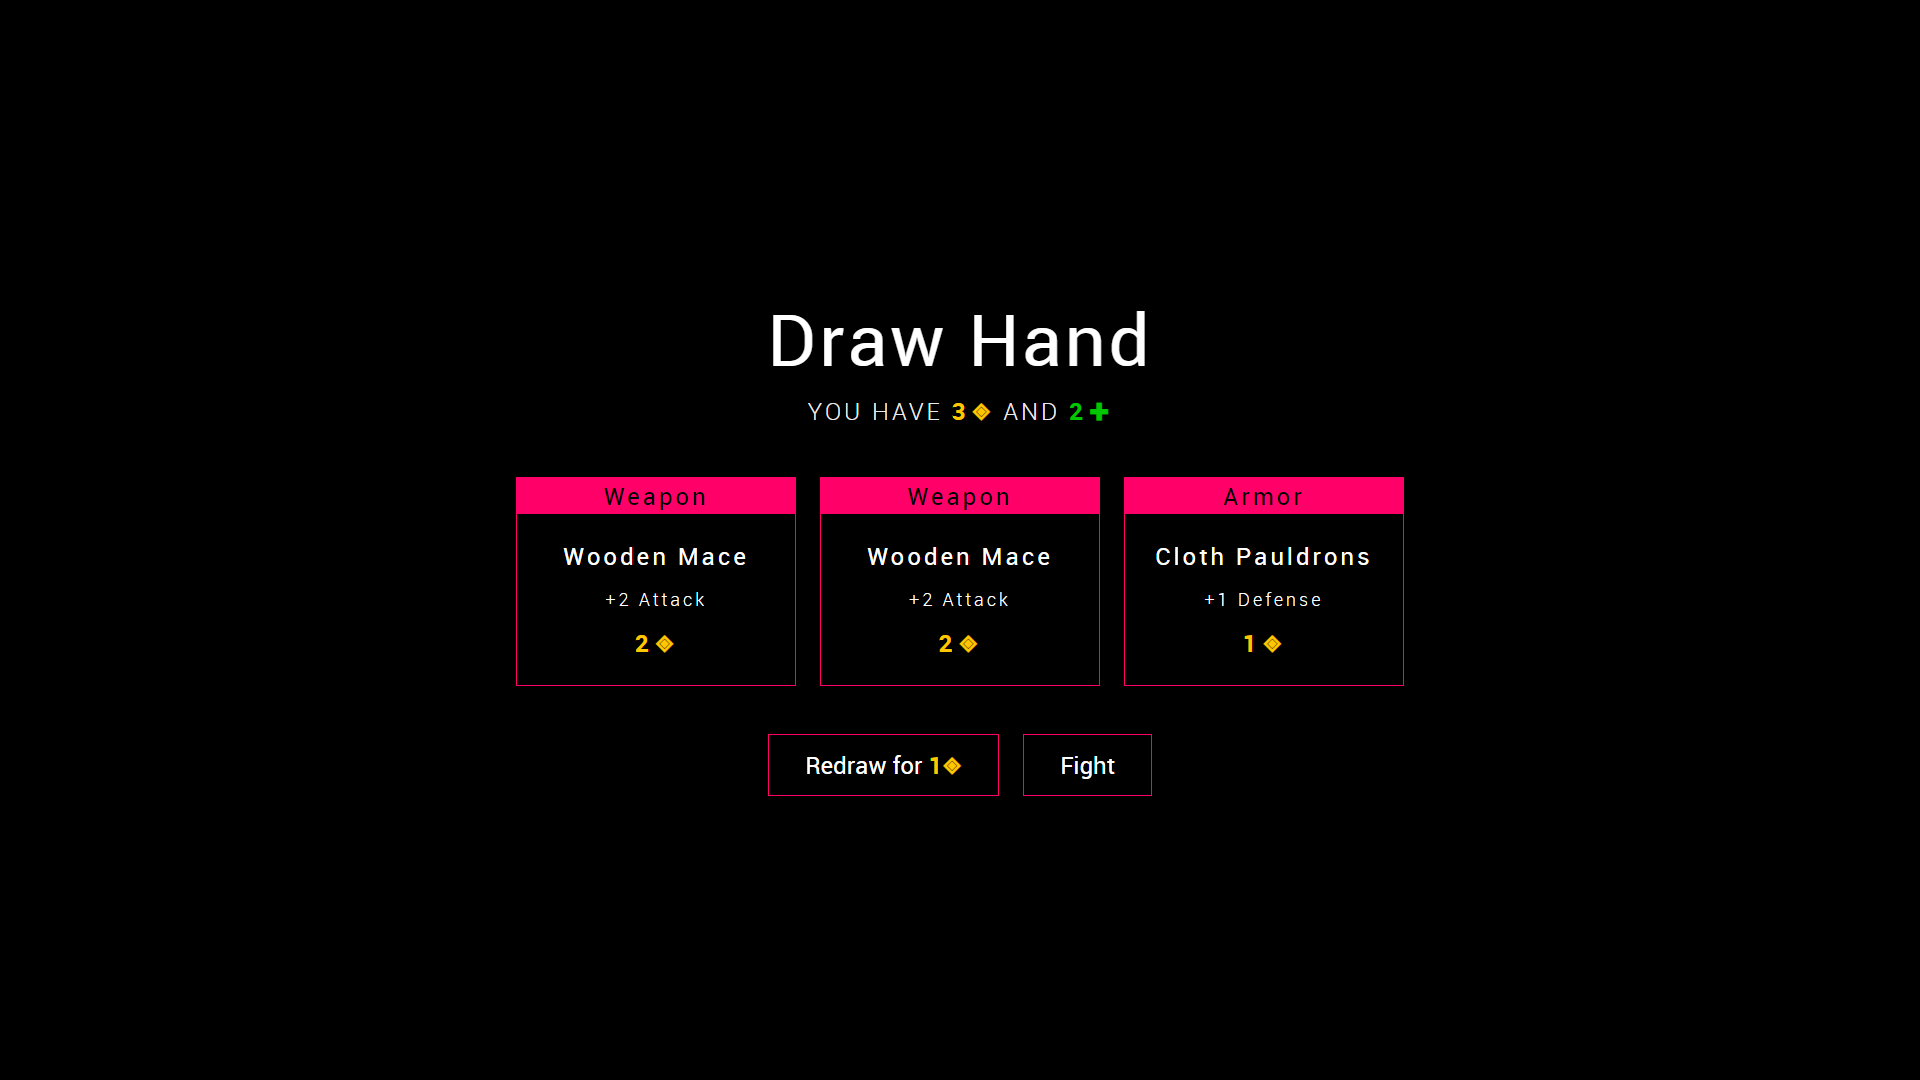 Draw Hand
YOU HAVE 3 AND 2
Weapon
Wooden Mace
+2 Attack
2
Weapon
Wooden Mace
+2 Attack
2
Armor
Cloth Pauldrons
+1 Defense
1
Redraw for 1
Fight